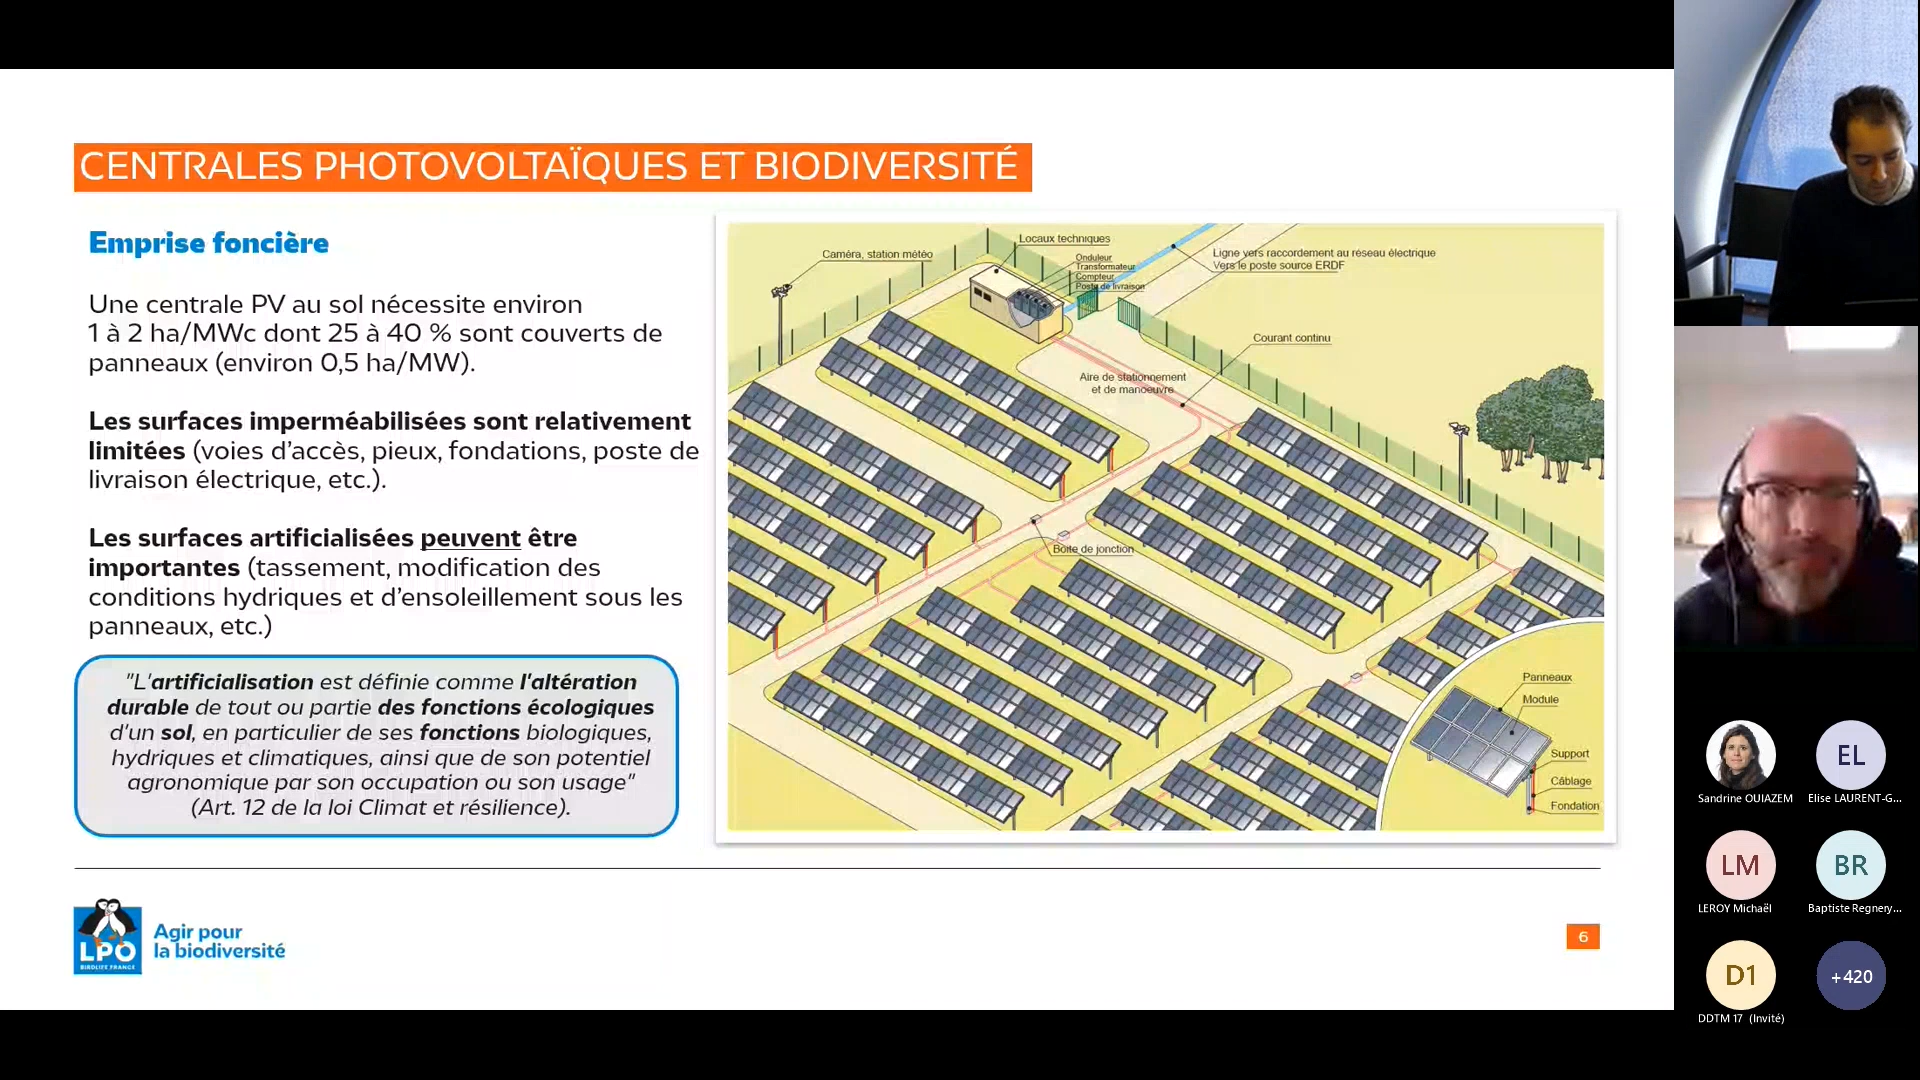 CENTRALES PHOTOVOLTAÏQUES ET BIODIVERSITÉ
Emprise foncière
Une centrale PV au sol nécessite environ
1 à 2 ha/MWc dont 25 à 40 % sont couverts de
panneaux (environ 0,5 ha/MW).
Les surfaces imperméabilisées sont relativement
limitées (voies d'accès, pieux, fondations, poste de
livraison électrique, etc.).
Les surfaces artificialisées peuvent être
importantes (tassement, modification des
conditions hydriques et d'ensoleillement sous les
panneaux, etc.)
"L'artificialisation est définie comme l'altération
durable de tout ou partie des fonctions écologiques
d'un sol, en particulier de ses fonctions biologiques,
hydriques et climatiques, ainsi que de son potentiel
agronomique par son occupation ou son usage"
(Art. 12 de la loi Climat et résilience).
Caméra, station météo
Locaux techniques
Onduleur
Transformateur
Compteur
Poste de livraison
Ligne vers raccordement au réseau électrique
Vers le poste source ERDF
Courant continu
Aire de stationnement
et de manoeuvre
Boite de jonction
Panneaux
Module
Support
Câblage
Fondation
LPO
BIRDLIFE FRANCE
Agir pour
la biodiversité
6
Sandrine OUIAZEM
EL
Elise LAURENT-G...
LM
LEROY Michaël
BR
Baptiste Regnery...
D1
DDTM 17 (Invité)
+420